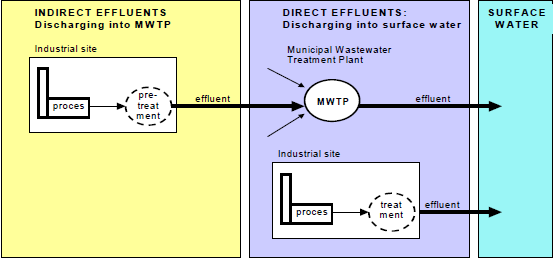 INDIRECT EFFLUENTS
Discharging into MWTP
Industrial site
proces
pre-
treat
ment
effluent
DIRECT EFFLUENTS:
Discharging into surface water
Municipal Wastewater
Treatment Plant
MWTP
effluent
Industrial site
proces
treat
ment
effluent
SURFACE
WATER